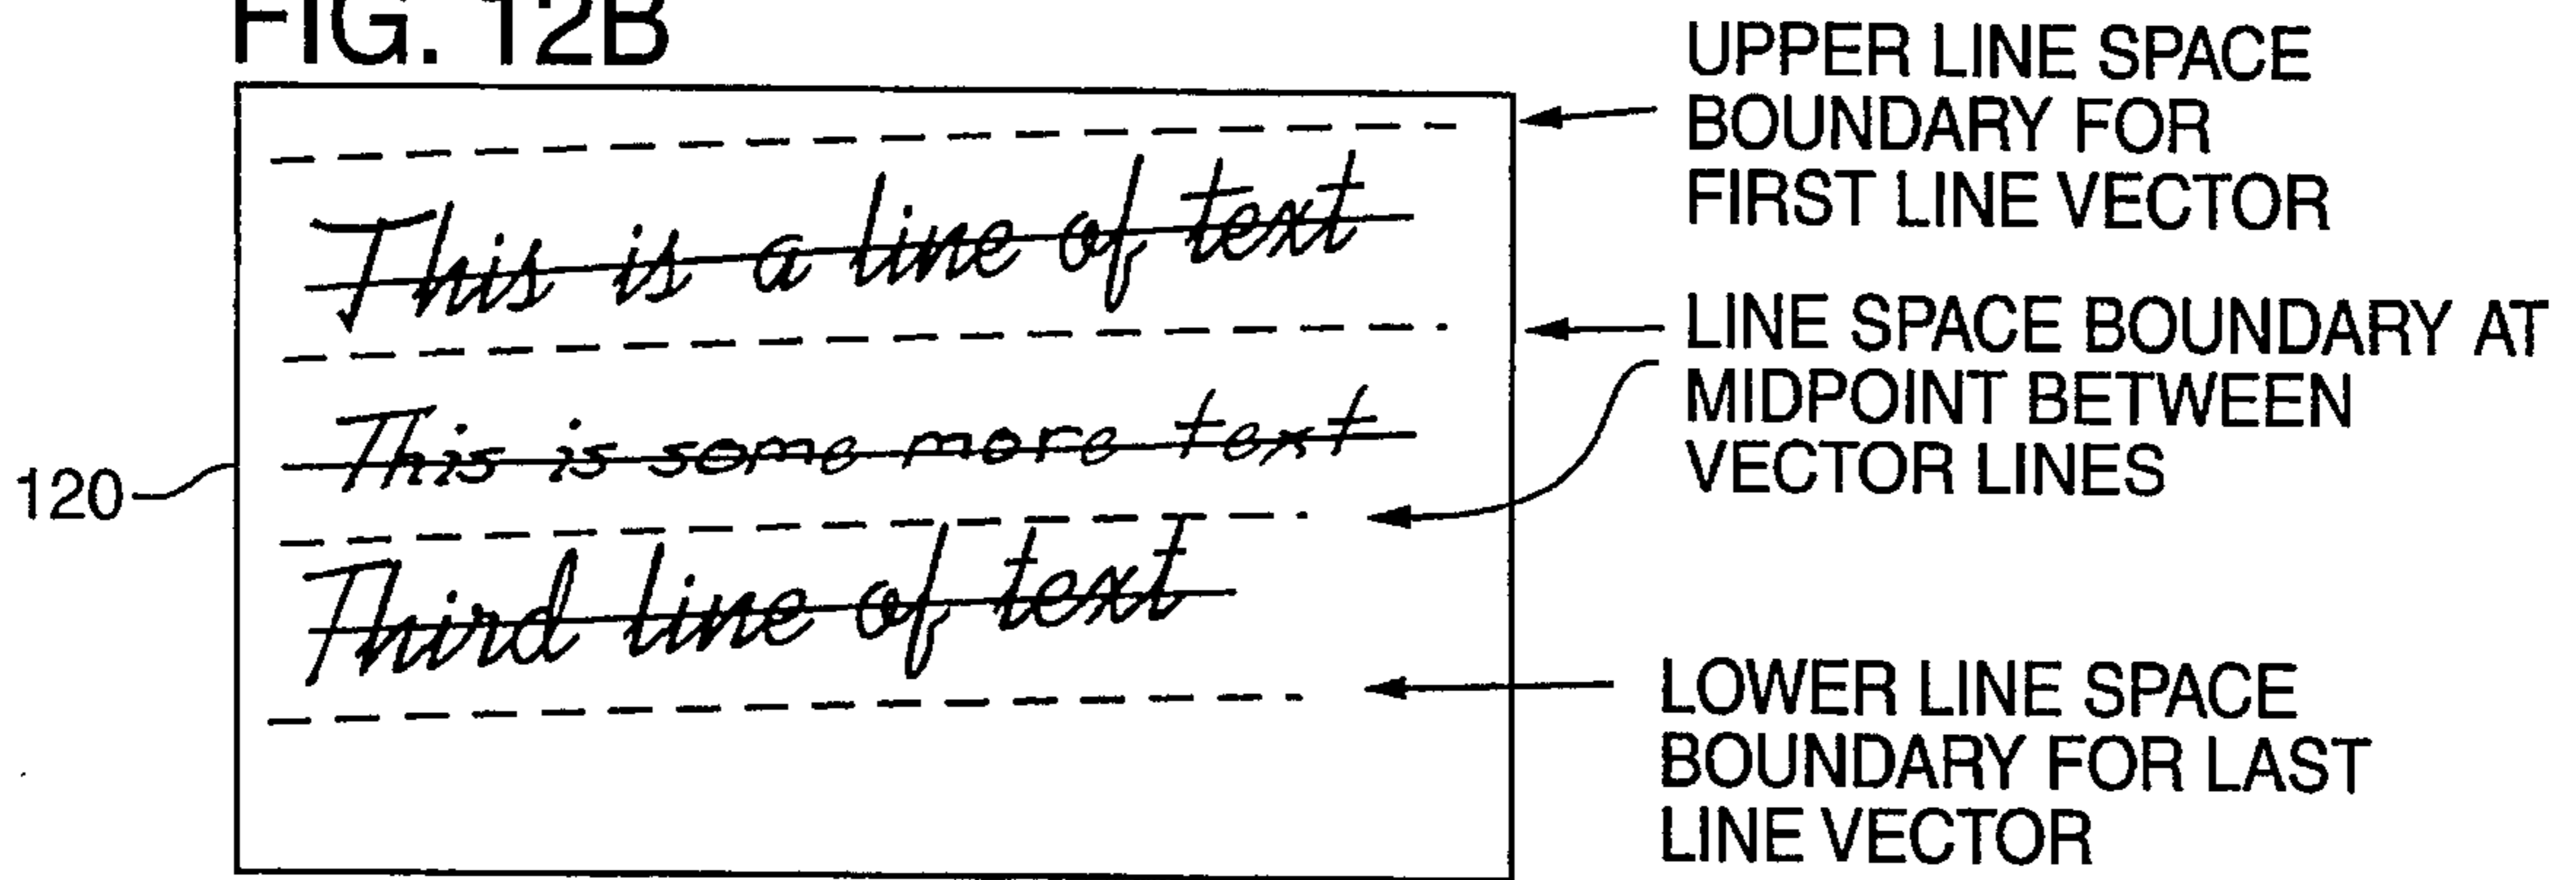 FIG. 12B
UPPER LINE SPACE
BOUNDARY FOR
FIRST LINE VECTOR
This is a line of text
LINE SPACE BOUNDARY AT
MIDPOINT BETWEEN
VECTOR LINES
This is some more text
120
Third line of text
LOWER LINE SPACE
BOUNDARY FOR LAST
LINE VECTOR